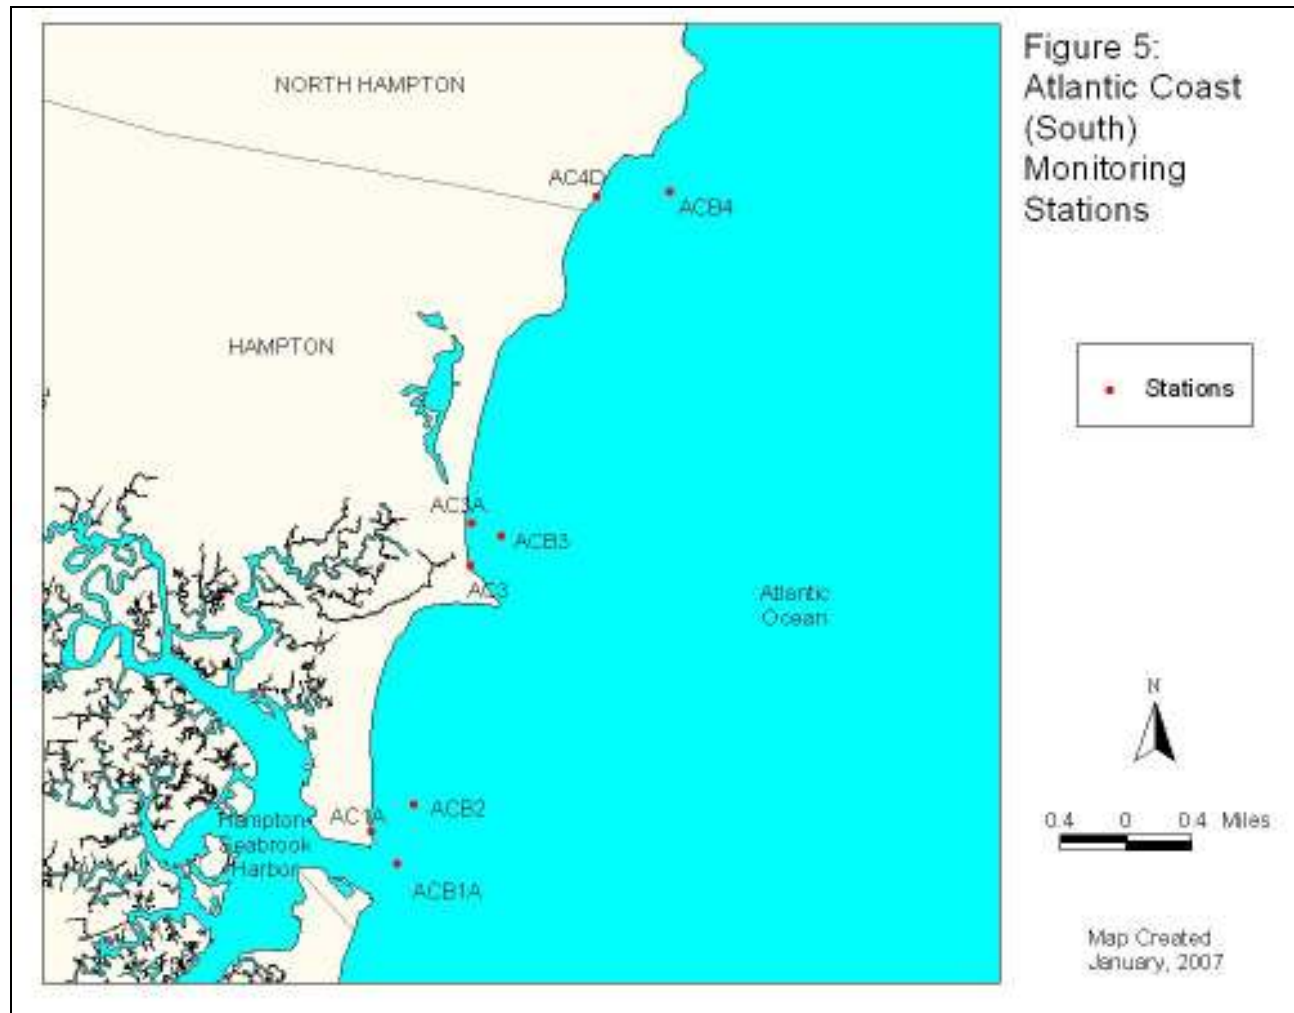 Figure 5:
Atlantic Coast
(South)
Monitoring
Stations
NORTH HAMPTON
AC4D
ACB4
HAMPTON
Stations
AC3A
ACB3
AC3
Atlantic
Ocean
N
AC1A
ACB2
Hampton
Seabrook
Harbor
ACB1A
0.4 0 0.4 Miles
Map Created
January, 2007